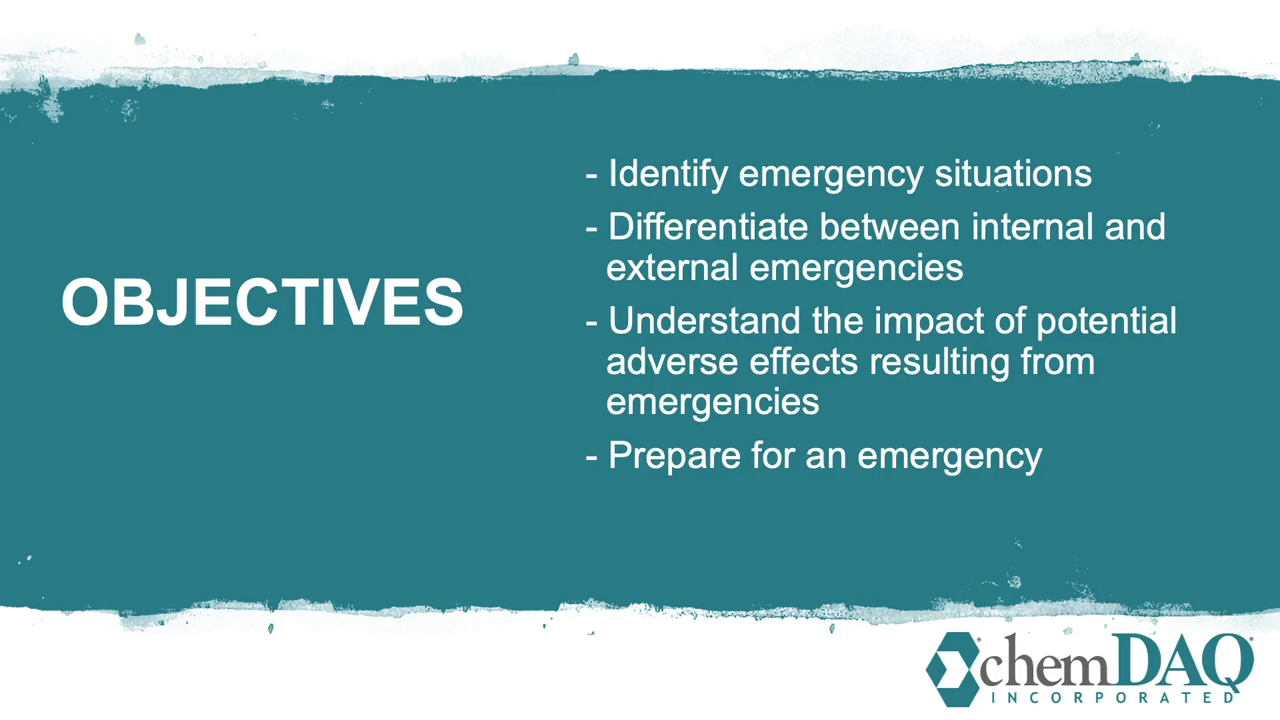 OBJECTIVES
- Identify emergency situations
- Differentiate between internal and
external emergencies
- Understand the impact of potential
adverse effects resulting from
emergencies
- Prepare for an emergency
chemDAQ®
INCORPORATED